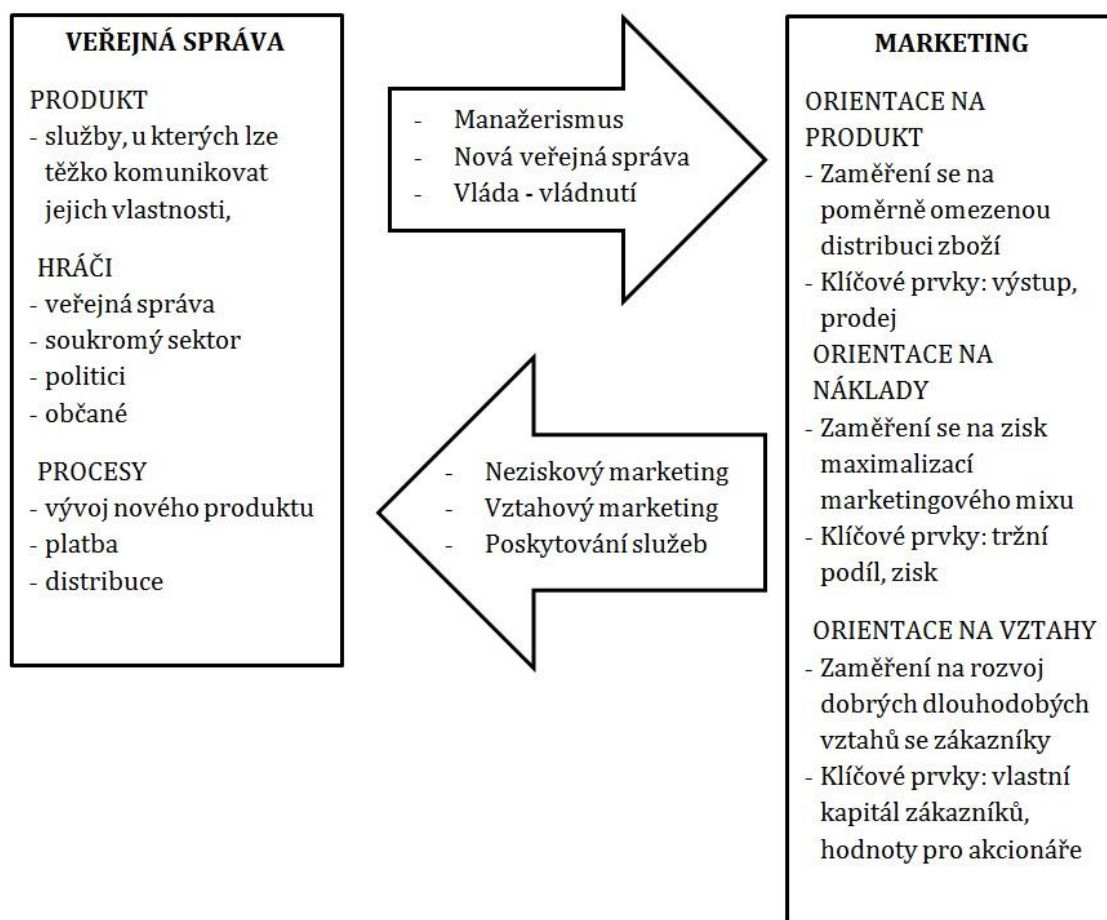 VEŘEJNÁ SPRÁVA
PRODUKT
- služby, u kterých lze
těžko komunikovat
jejich vlastnosti,
HRÁČI
- veřejná správa
- soukromý sektor
- politici
- občané
PROCESY
- vývoj nového produktu
- platba
- distribuce
- Manažerismus
- Nová veřejná správa
- Vláda - vládnutí
- Neziskový marketing
- Vztahový marketing
- Poskytování služeb
MARKETING
ORIENTACE NA
PRODUKT
- Zaměření se na
poměrně omezenou
distribuci zboží
- Klíčové prvky: výstup,
prodej
ORIENTACE NA
NÁKLADY
- Zaměření se na zisk
maximalizací
marketingového mixu
- Klíčové prvky: tržní
podíl, zisk
ORIENTACE NA VZTAHY
- Zaměření na rozvoj
dobrých dlouhodobých
vztahů se zákazníky
- Klíčové prvky: vlastní
kapitál zákazníků,
hodnoty pro akcionáře